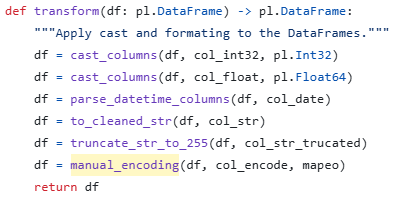 def transform(df: pl.DataFrame) -> pl.DataFrame:
    """Apply cast and formating to the DataFrames."""
    df = cast_columns(df, col_int32, pl.Int32)
    df = cast_columns(df, col_float, pl.Float64)
    df = parse_datetime_columns(df, col_date)
    df = to_cleaned_str(df, col_str)
    df = truncate_str_to_255(df, col_str_trucated)
    df = manual_encoding(df, col_encode, mapeo)
    return df